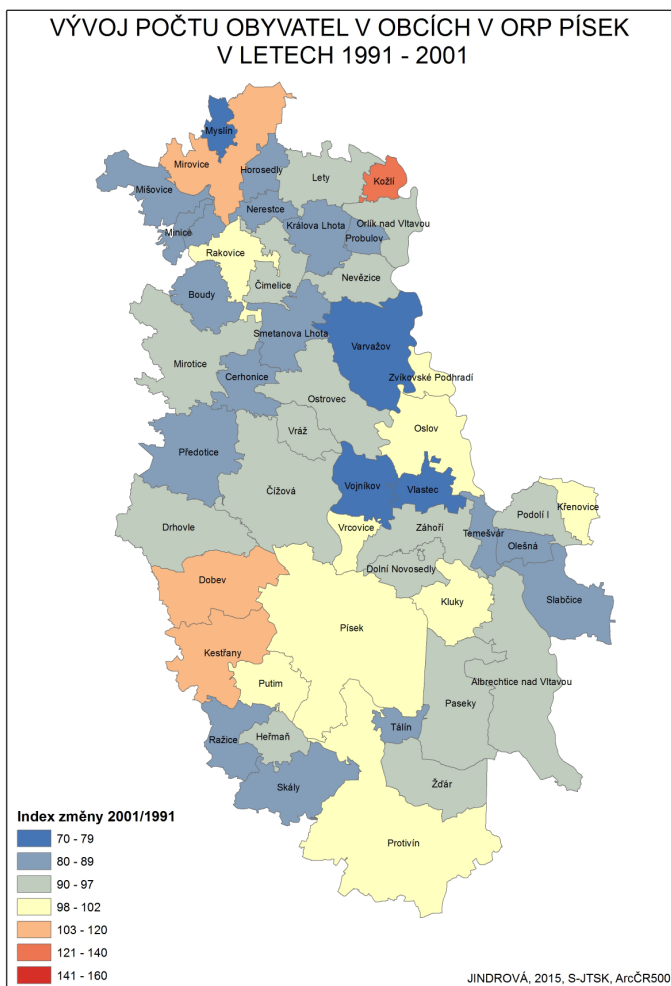 VÝVOJ POČTU OBYVATEL V OBCÍCH V ORP PÍSEK
V LETECH 1991 - 2001
Myslín
Mirovice
Horosedly
Lety
Kožlí
Mišovice
Nerestce
Minice
Králova Lhota
Orlík nad Vltavou
Probulov
Rakovice
Nevězice
Čimelice
Boudy
Smetanova Lhota
Varvažov
Mirotice
Cerhonice
Zvíkovské Podhradí
Ostrovec
Oslov
Vráž
Předotice
Vojníkov
Vlastec
Čížová
Křenovice
Podolí I
Drhovle
Vrcovice
Záhoří
Temešvár
Olešná
Dolní Novosedly
Dobev
Kluky
Slabčice
Písek
Kestřany
Putim
Albrechtice nad Vltavou
Paseky
Tálín
Ražice
Heřmaň
Skály
Žďár
Protivín
Index změny 2001/1991
70 - 79
80 - 89
90 - 97
98 - 102
103 - 120
121 - 140
141 - 160
JINDROVÁ, 2015, S-JTSK, ArcČR500